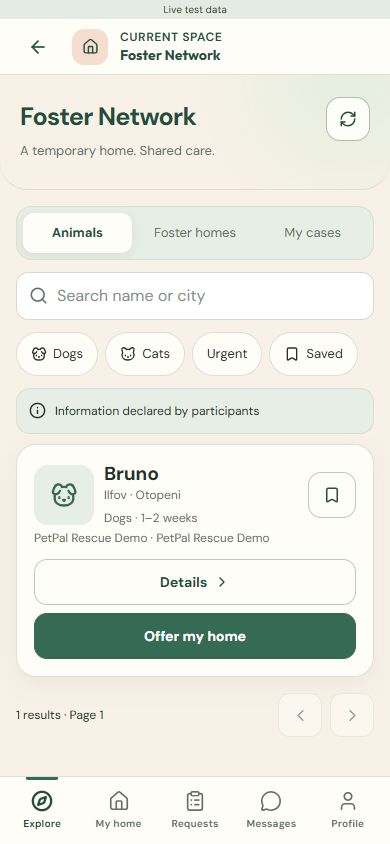 Live test data
CURRENT SPACE
Foster Network
Foster Network
A temporary home. Shared care.
Animals
Foster homes
My cases
Search name or city
Dogs
Cats
Urgent
Saved
Information declared by participants
Bruno
Ilfov · Otopeni
Dogs · 1–2 weeks
PetPal Rescue Demo · PetPal Rescue Demo
Details
Offer my home
1 results · Page 1
Explore
My home
Requests
Messages
Profile